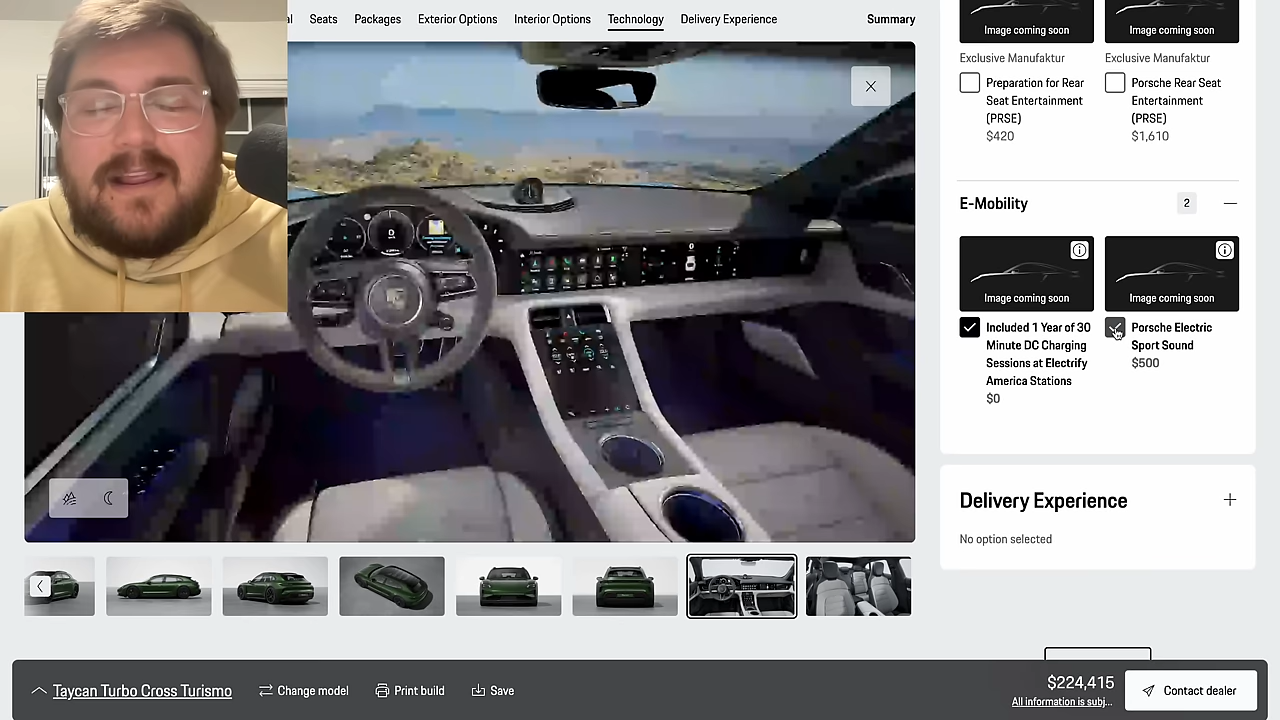 Seats
Packages
Exterior Options
Interior Options
Technology
Delivery Experience
Summary
Image coming soon
Image coming soon
Exclusive Manufaktur
Exclusive Manufaktur
Preparation for Rear
Seat Entertainment
(PRSE)
$420
Porsche Rear Seat
Entertainment
(PRSE)
$1,610
E-Mobility
2
Image coming soon
Image coming soon
Included 1 Year of 30
Minute DC Charging
Sessions at Electrify
America Stations
$0
Porsche Electric
Sport Sound
$500
Delivery Experience
No option selected
Taycan Turbo Cross Turismo
Change model
Print build
Save
$224,415
All information is subj...
Contact dealer